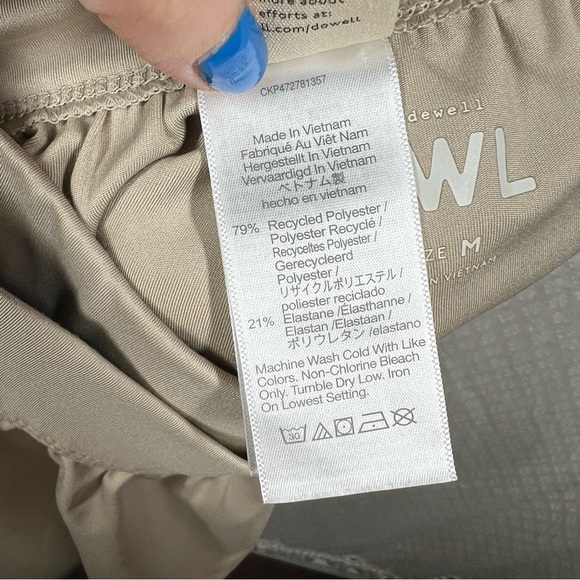 more about
efforts at:
ll.com/dowell
CKP472781357
Made In Vietnam
Fabriqué Au Viêt Nam
Hergestellt In Vietnam
Vervaardigd In Vietnam
ベトナム製
hecho en vietnam
79% Recycled Polyester /
Polyester Recyclé /
Recyceltes Polyester /
Gerecycleerd
Polyester /
リサイクルポリエステル /
poliester reciclado
21% Elastane /Élasthanne /
Elastan /Elastaan /
ポリウレタン /elastano
Machine Wash Cold With Like
Colors. Non-Chlorine Bleach
Only. Tumble Dry Low. Iron
On Lowest Setting.
30
dewell
WL
ZE M
N VIETNAM